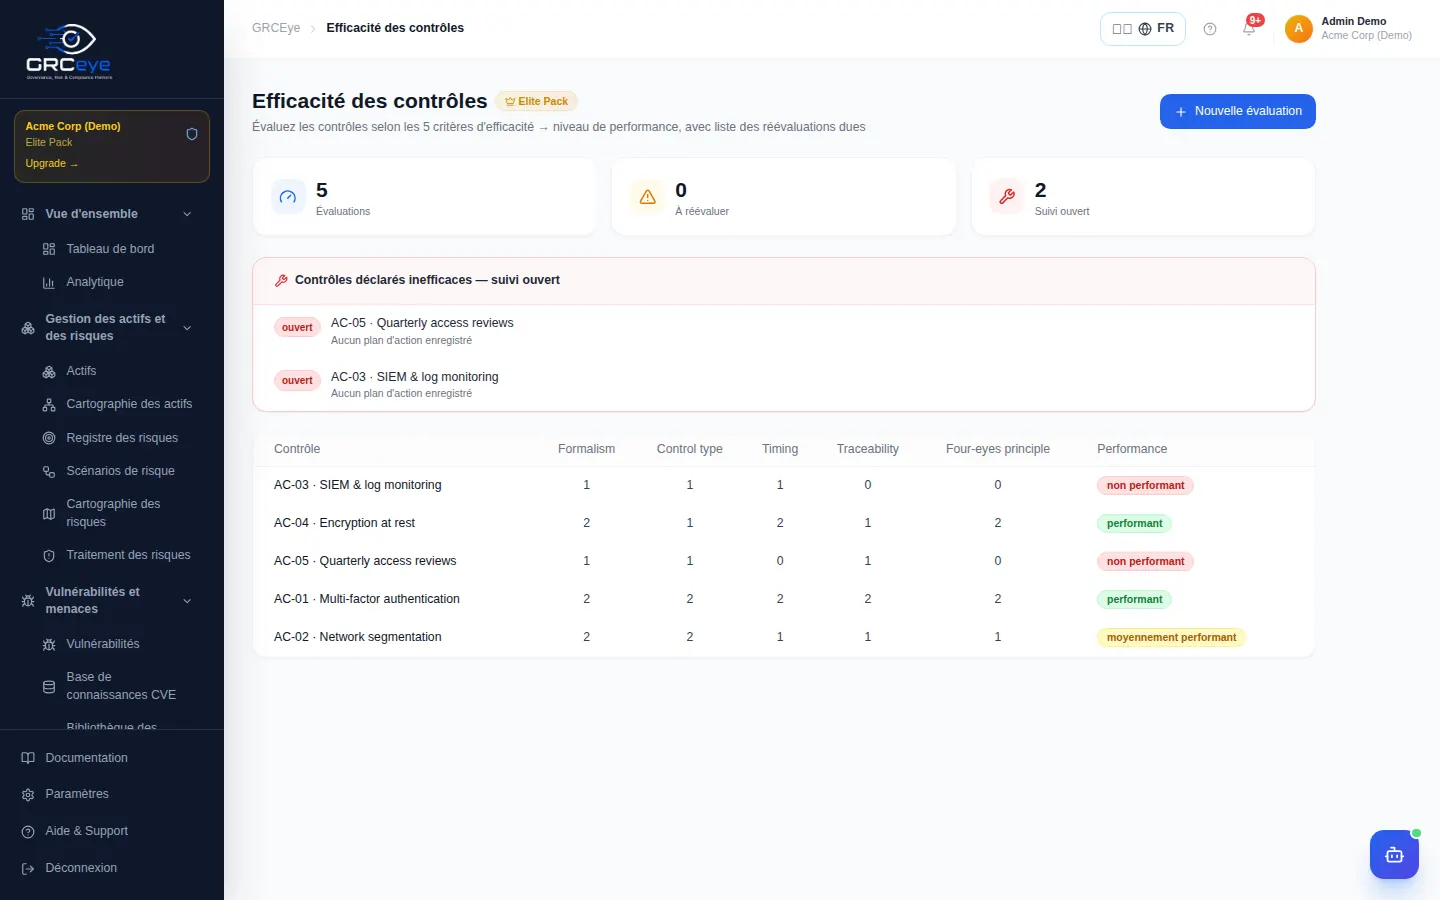 GRCeye
Governance, Risk & Compliance Platform
Acme Corp (Demo)
Elite Pack
Upgrade →
Vue d'ensemble
Tableau de bord
Analytique
Gestion des actifs et
des risques
Actifs
Cartographie des actifs
Registre des risques
Scénarios de risque
Cartographie des
risques
Traitement des risques
Vulnérabilités et
menaces
Vulnérabilités
Base de
connaissances CVE
Bibliothèque des
Documentation
Paramètres
Aide & Support
Déconnexion
GRCEye > Efficacité des contrôles
FR
9+
A
Admin Demo
Acme Corp (Demo)
Efficacité des contrôles
Elite Pack
Évaluez les contrôles selon les 5 critères d'efficacité → niveau de performance, avec liste des réévaluations dues
+ Nouvelle évaluation
5
Évaluations
0
À réévaluer
2
Suivi ouvert
Contrôles déclarés inefficaces — suivi ouvert
ouvert AC-05 · Quarterly access reviews
Aucun plan d'action enregistré
ouvert AC-03 · SIEM & log monitoring
Aucun plan d'action enregistré
Contrôle Formalism Control type Timing Traceability Four-eyes principle Performance
AC-03 · SIEM & log monitoring 1 1 1 0 0 non performant
AC-04 · Encryption at rest 2 1 2 1 2 performant
AC-05 · Quarterly access reviews 1 1 0 1 0 non performant
AC-01 · Multi-factor authentication 2 2 2 2 2 performant
AC-02 · Network segmentation 2 2 1 1 1 moyennement performant